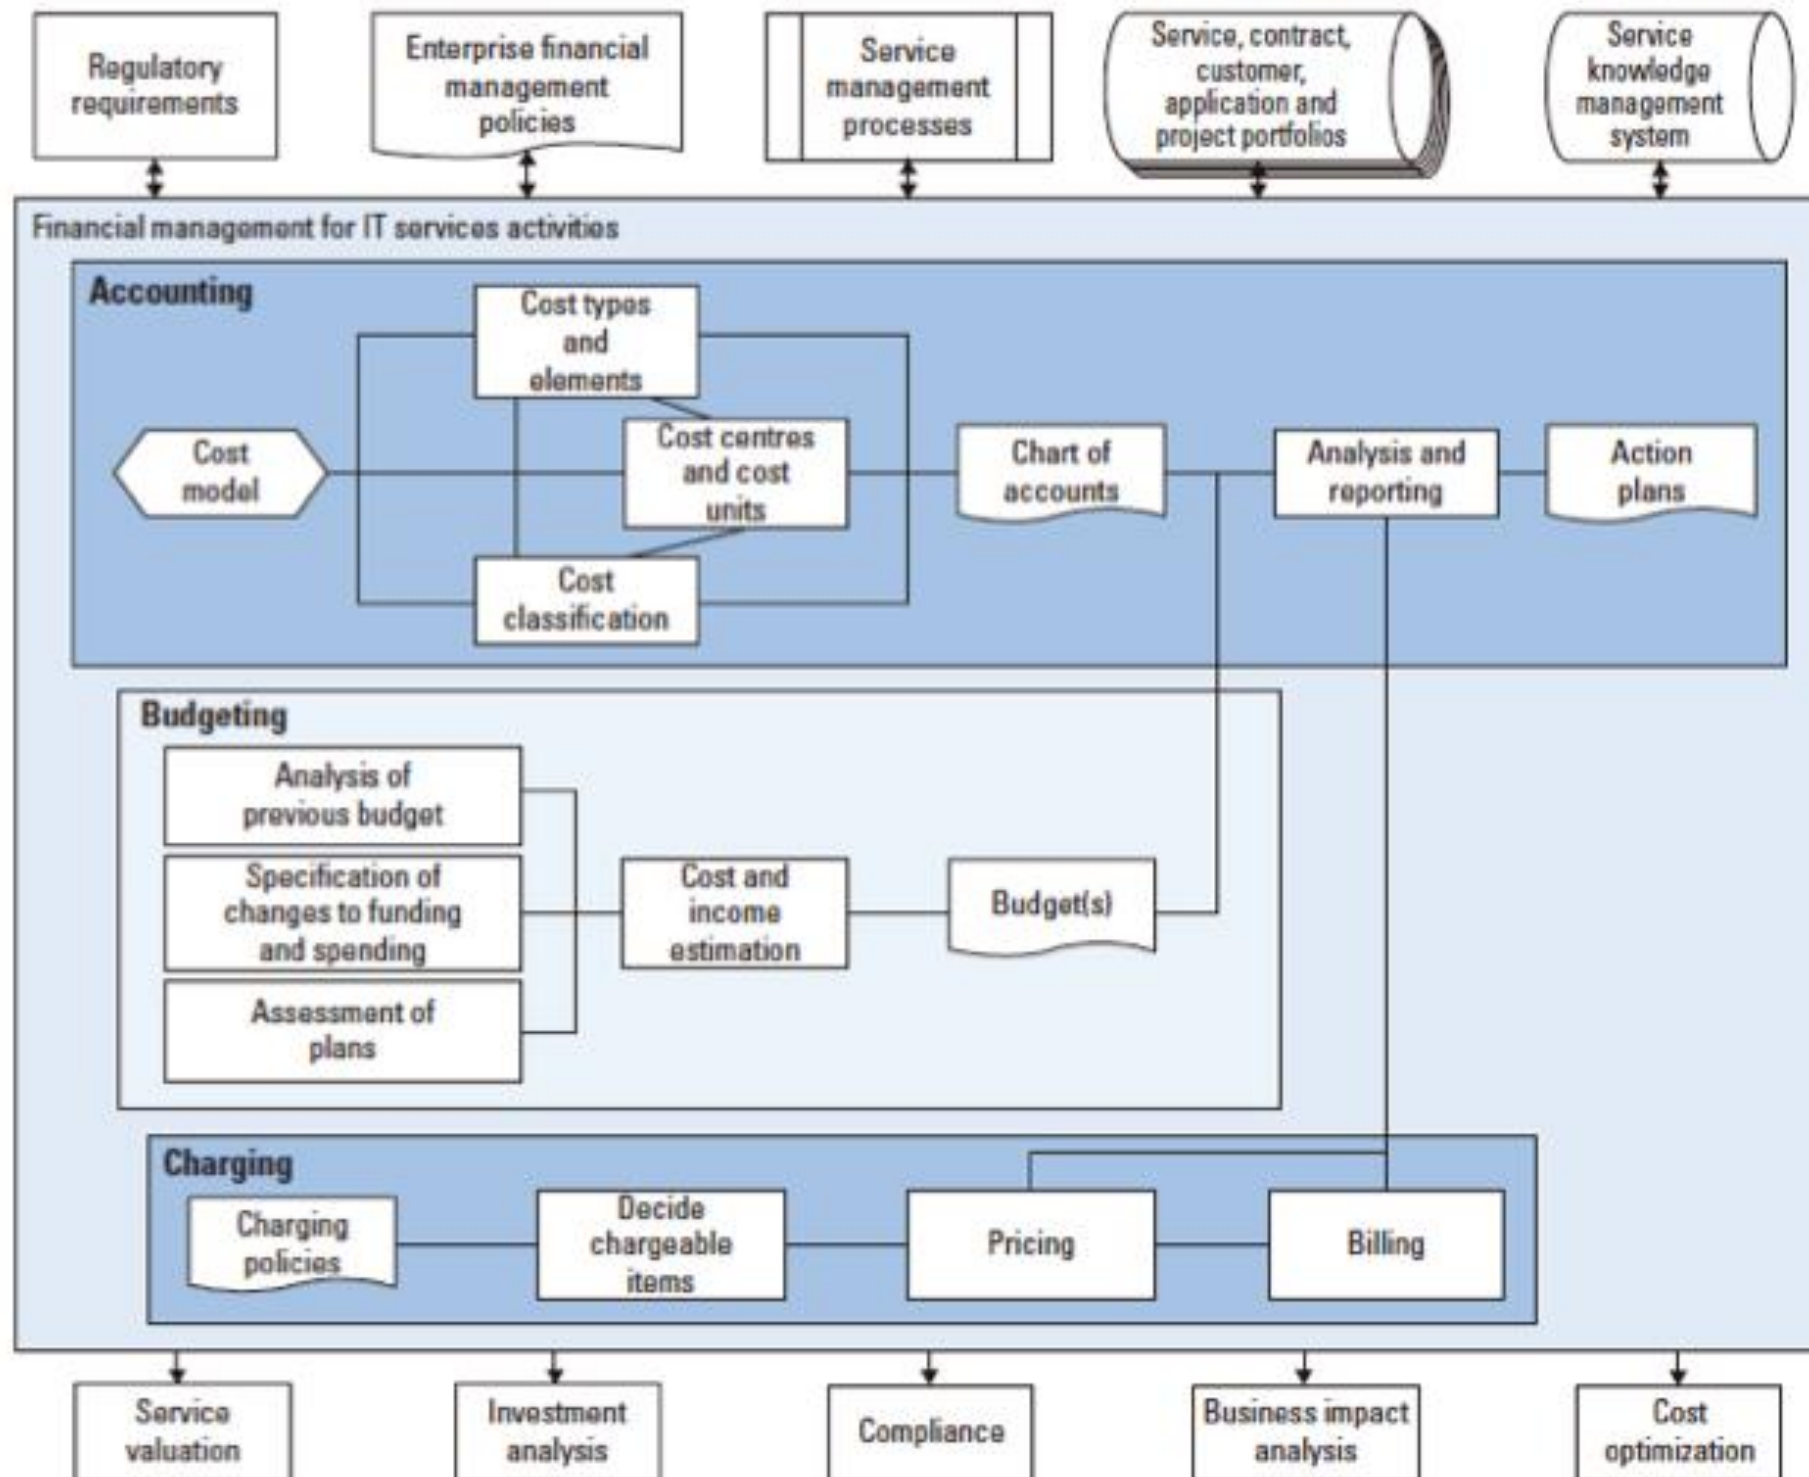 Regulatory
requirements
Enterprise financial
management
policies
Service
management
processes
Service, contract,
customer,
application and
project portfolios
Service
knowledge
management
system
Financial management for IT services activities
Accounting
Cost types
and
elements
Cost
model
Cost centres
and cost
units
Cost
classification
Chart of
accounts
Analysis and
reporting
Action
plans
Budgeting
Analysis of
previous budget
Specification of
changes to funding
and spending
Assessment of
plans
Cost and
income
estimation
Budget(s)
Charging
Charging
policies
Decide
chargeable
items
Pricing
Billing
Service
valuation
Investment
analysis
Compliance
Business impact
analysis
Cost
optimization